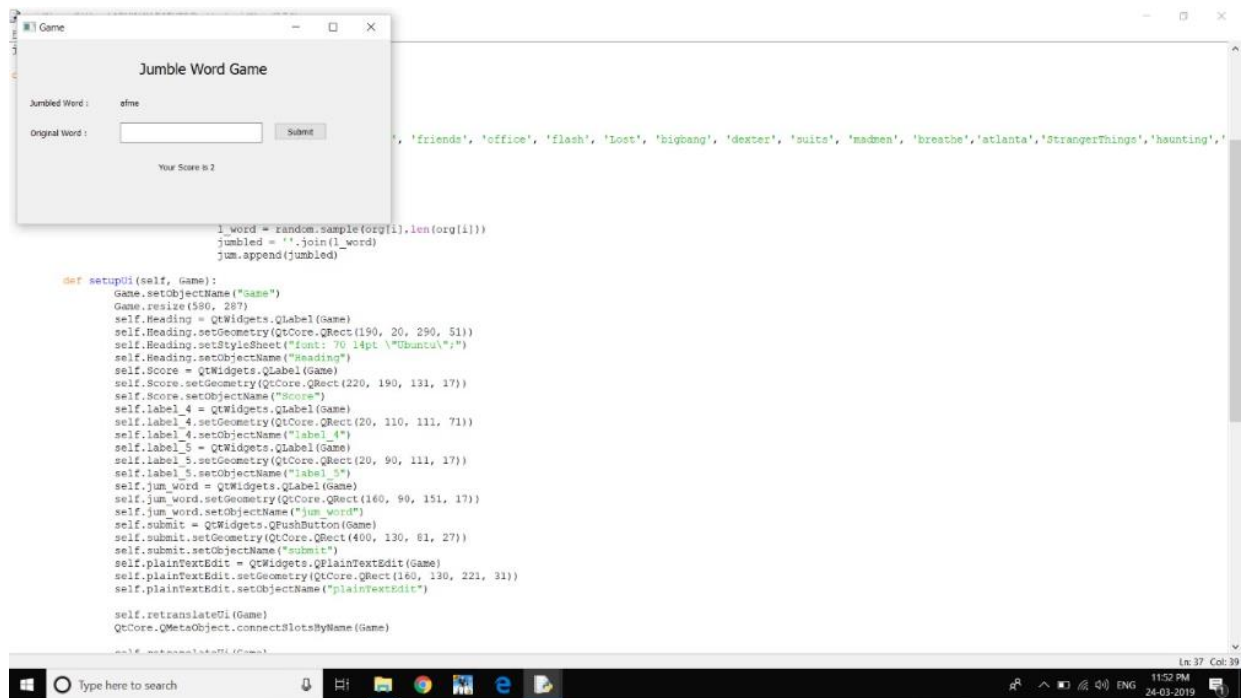 Game
Jumble Word Game
Jumbled Word :
afme
Original Word :
Submit
Your Score is 2
', 'friends', 'office', 'flash', 'Lost', 'bigbang', 'dexter', 'suits', 'madmen', 'breathe','atlanta','StrangerThings','haunting','
l_word = random.sample(org[i],len(org[i]))
jumbled = ''.join(l_word)
jum.append(jumbled)
def setupUi(self, Game):
Game.setObjectName("Game")
Game.resize(580, 287)
self.Heading = QtWidgets.QLabel(Game)
self.Heading.setGeometry(QtCore.QRect(190, 20, 290, 51))
self.Heading.setStyleSheet("font: 70 14pt \"Ubuntu\";")
self.Heading.setObjectName("Heading")
self.Score = QtWidgets.QLabel(Game)
self.Score.setGeometry(QtCore.QRect(220, 190, 131, 17))
self.Score.setObjectName("Score")
self.label_4 = QtWidgets.QLabel(Game)
self.label_4.setGeometry(QtCore.QRect(20, 110, 111, 71))
self.label_4.setObjectName("label_4")
self.label_5 = QtWidgets.QLabel(Game)
self.label_5.setGeometry(QtCore.QRect(20, 90, 111, 17))
self.label_5.setObjectName("label_5")
self.jum_word = QtWidgets.QLabel(Game)
self.jum_word.setGeometry(QtCore.QRect(160, 90, 151, 17))
self.jum_word.setObjectName("jum_word")
self.submit = QtWidgets.QPushButton(Game)
self.submit.setGeometry(QtCore.QRect(400, 130, 81, 27))
self.submit.setObjectName("submit")
self.plainTextEdit = QtWidgets.QPlainTextEdit(Game)
self.plainTextEdit.setGeometry(QtCore.QRect(160, 130, 221, 31))
self.plainTextEdit.setObjectName("plainTextEdit")
self.retranslateUi(Game)
QtCore.QMetaObject.connectSlotsByName(Game)
Ln: 37 Col: 39
Type here to search
ENG
11:52 PM
24-03-2019